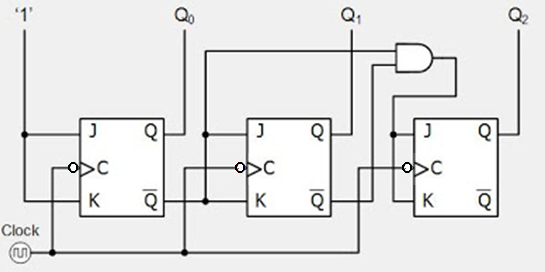 ‘1’ Q₀ Q₁ Q₂
J Q J Q J Q
C C C
K Q̅ K Q̅ K Q̅
Clock